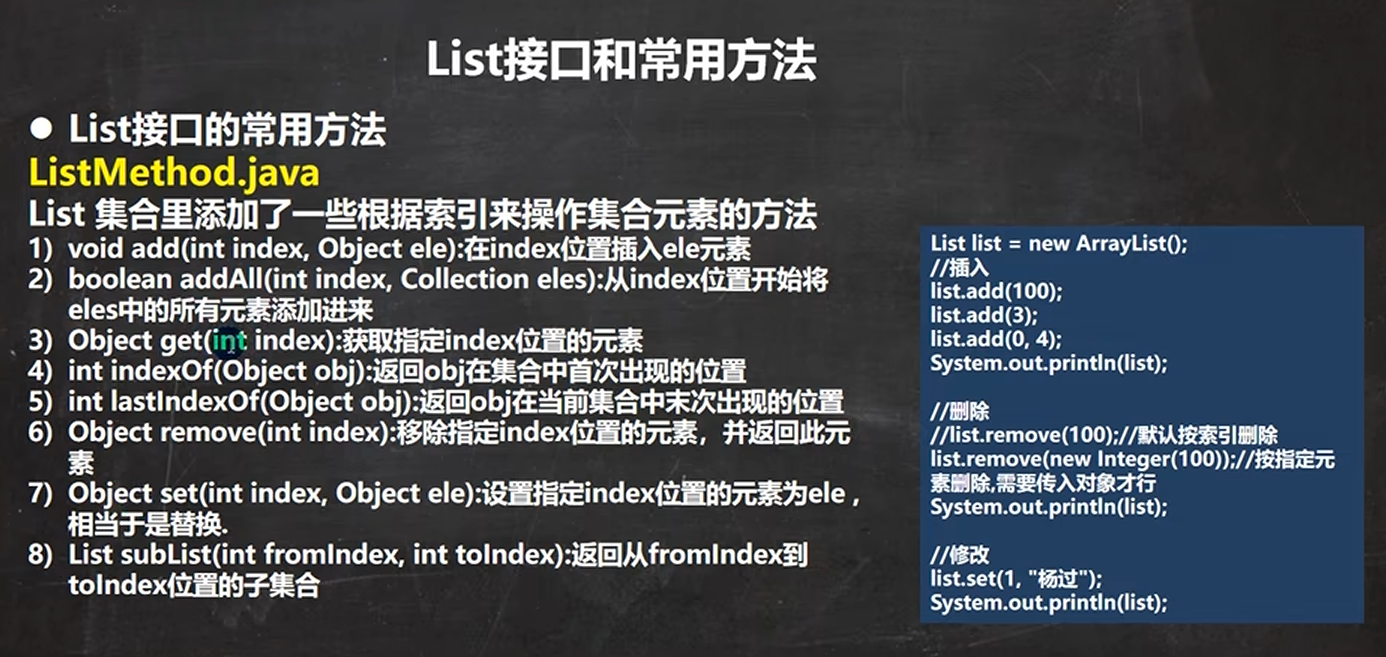 List接口和常用方法
● List接口的常用方法
ListMethod.java
List 集合里添加了一些根据索引来操作集合元素的方法
1) void add(int index, Object ele):在index位置插入ele元素
2) boolean addAll(int index, Collection eles):从index位置开始将
eles中的所有元素添加进来
3) Object get(int index):获取指定index位置的元素
4) int indexOf(Object obj):返回obj在集合中首次出现的位置
5) int lastIndexOf(Object obj):返回obj在当前集合中末次出现的位置
6) Object remove(int index):移除指定index位置的元素，并返回此元
素
7) Object set(int index, Object ele):设置指定index位置的元素为ele ,
相当于是替换.
8) List subList(int fromIndex, int toIndex):返回从fromIndex到
toIndex位置的子集合
List list = new ArrayList();
//插入
list.add(100);
list.add(3);
list.add(0, 4);
System.out.println(list);
//删除
//list.remove(100);//默认按索引删除
list.remove(new Integer(100));//按指定元
素删除,需要传入对象才行
System.out.println(list);
//修改
list.set(1, "杨过");
System.out.println(list);